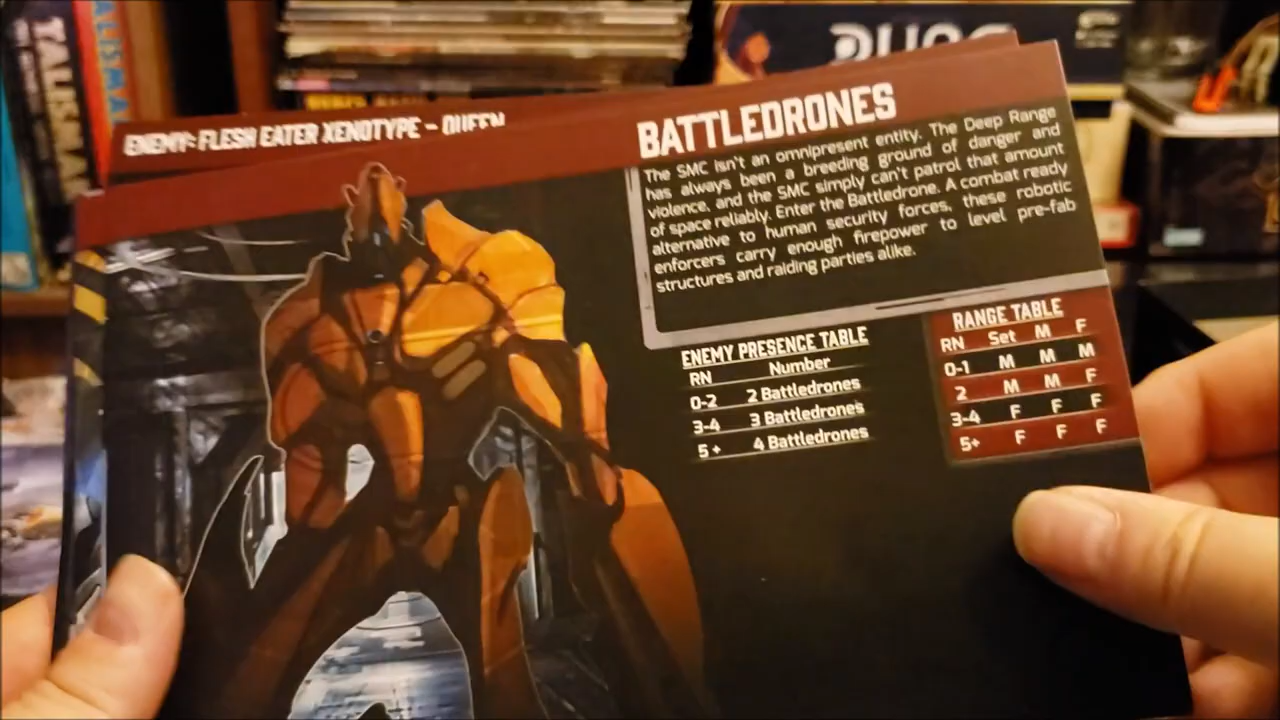 TALISMA
ALISMA
DUNE
ENEMY: FLESH EATER XENOTYPE – QUEEN
BATTLEDRONES
The SMC isn't an omnipresent entity. The Deep Range
has always been a breeding ground of danger and
violence, and the SMC simply can't patrol that amount
of space reliably. Enter the Battledrone. A combat ready
alternative to human security forces, these robotic
enforcers carry enough firepower to level pre-fab
structures and raiding parties alike.
ENEMY PRESENCE TABLE
RN Number
0-2 2 Battledrones
3-4 3 Battledrones
5+ 4 Battledrones
RANGE TABLE
RN Set M F
0-1 M M M
2 M M F
3-4 F F F
5+ F F F